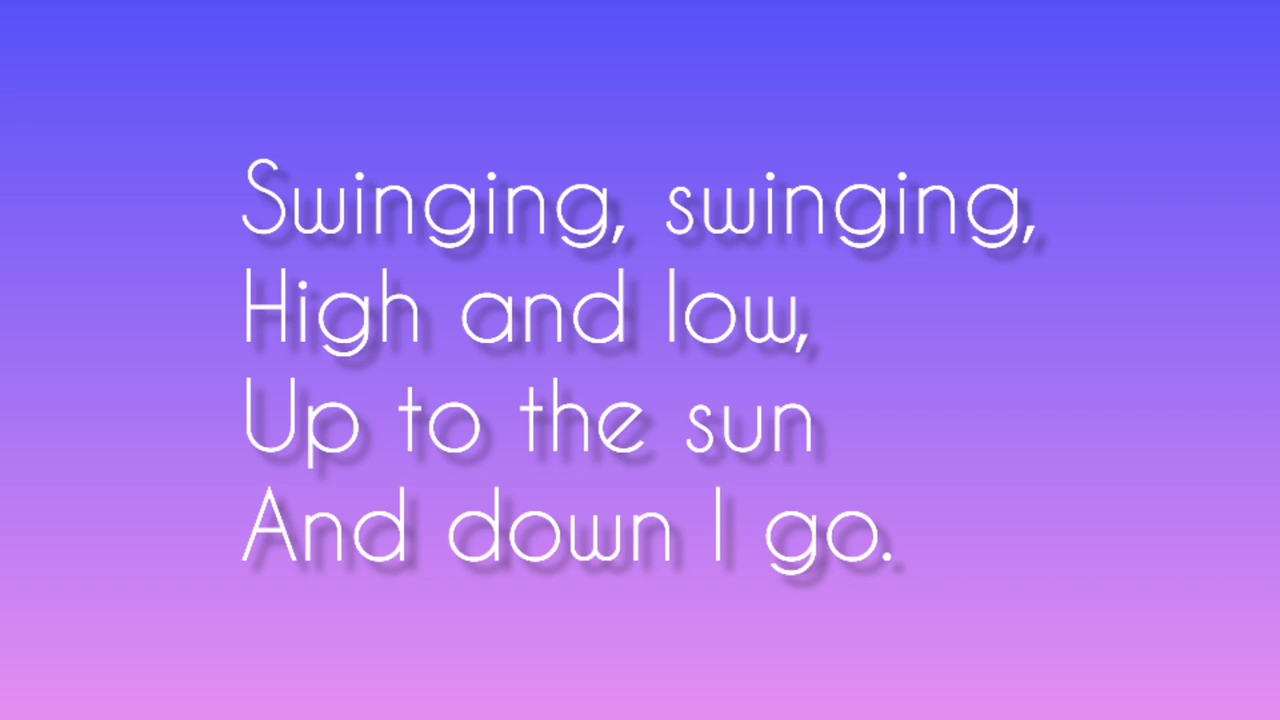 Swinging, swinging,
High and low,
Up to the sun
And down I go.